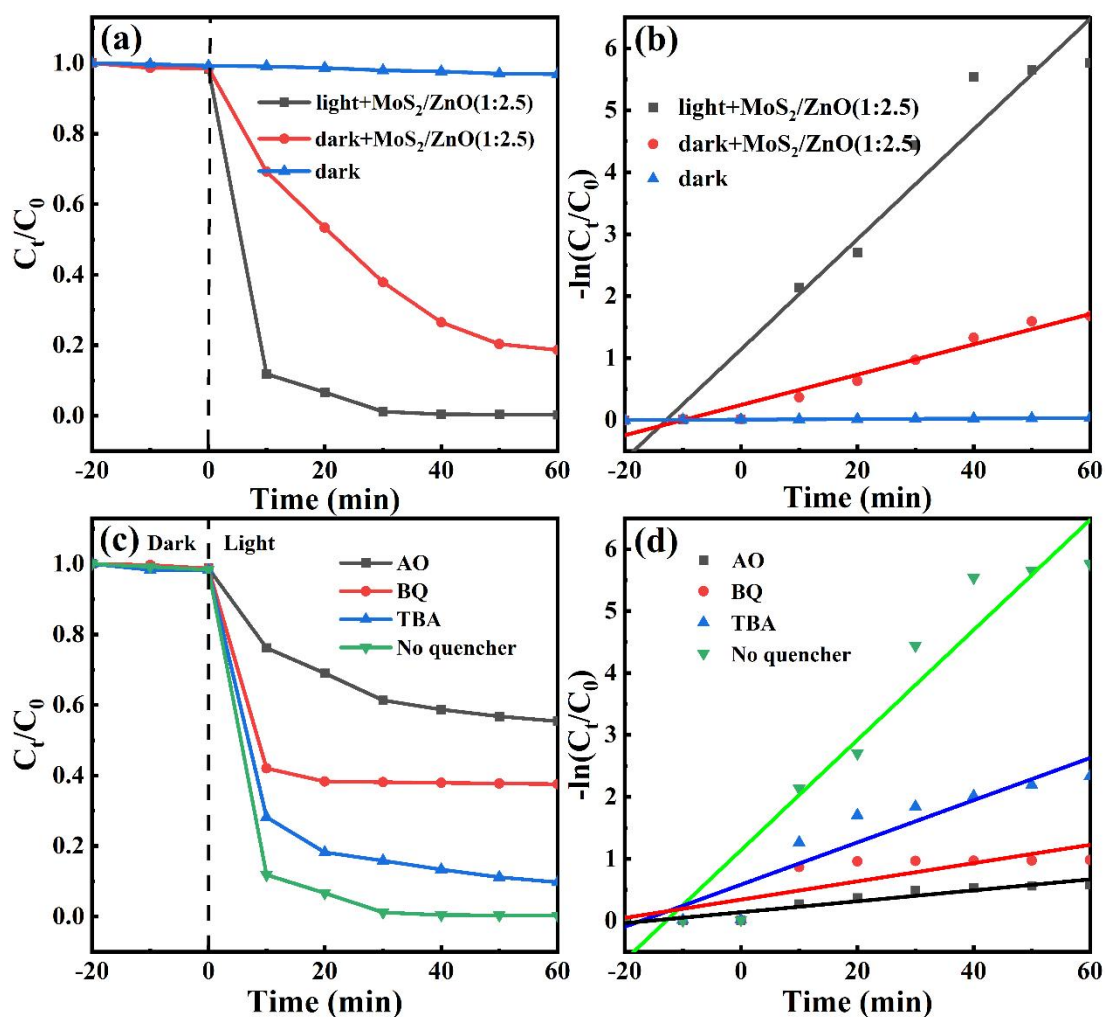 (a)
1.0
0.8
0.6
0.4
0.2
0.0
C_t/C_0
light+MoS₂/ZnO(1:2.5)
dark+MoS₂/ZnO(1:2.5)
dark
-20 0 20 40 60
Time (min)
(b)
6
5
4
3
2
1
0
-ln(C_t/C_0)
light+MoS₂/ZnO(1:2.5)
dark+MoS₂/ZnO(1:2.5)
dark
-20 -10 0 20 40 60
Time (min)
(c)
Dark Light
1.0
0.8
0.6
0.4
0.2
0.0
C_t/C_0
AO
BQ
TBA
No quencher
-20 0 20 40 60
Time (min)
(d)
6
5
4
3
2
1
0
-ln(C_t/C_0)
AO
BQ
TBA
No quencher
-20 -10 0 20 40 60
Time (min)